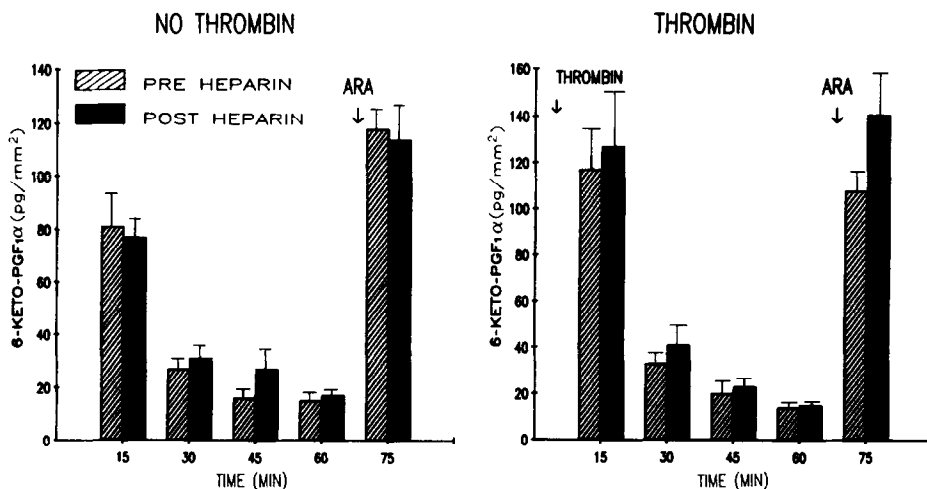 NO THROMBIN
PRE HEPARIN
POST HEPARIN
ARA
6-KETO-PGF1α(pg/mm²)
140
120
100
80
60
40
20
0
15 30 45 60 75
TIME (MIN)
THROMBIN
THROMBIN
ARA
6-KETO-PGF1α(pg/mm²)
160
140
120
100
80
60
40
20
0
15 30 45 60 75
TIME (MIN)